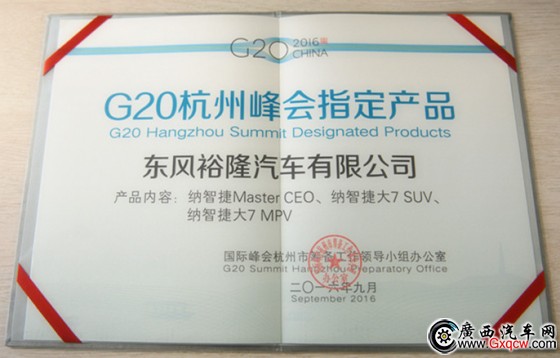 G20 2016
CHINA
G20杭州峰会指定产品
G20 Hangzhou Summit Designated Products
东风裕隆汽车有限公司
产品内容：纳智捷Master CEO、纳智捷大7 SUV、
纳智捷大7 MPV
国际峰会杭州市筹备工作领导小组办公室
G20 Summit Hangzhou Preparatory Office
办公室
二〇一六年九月
September 2016
廣西汽车网
www.Gxqcw.com